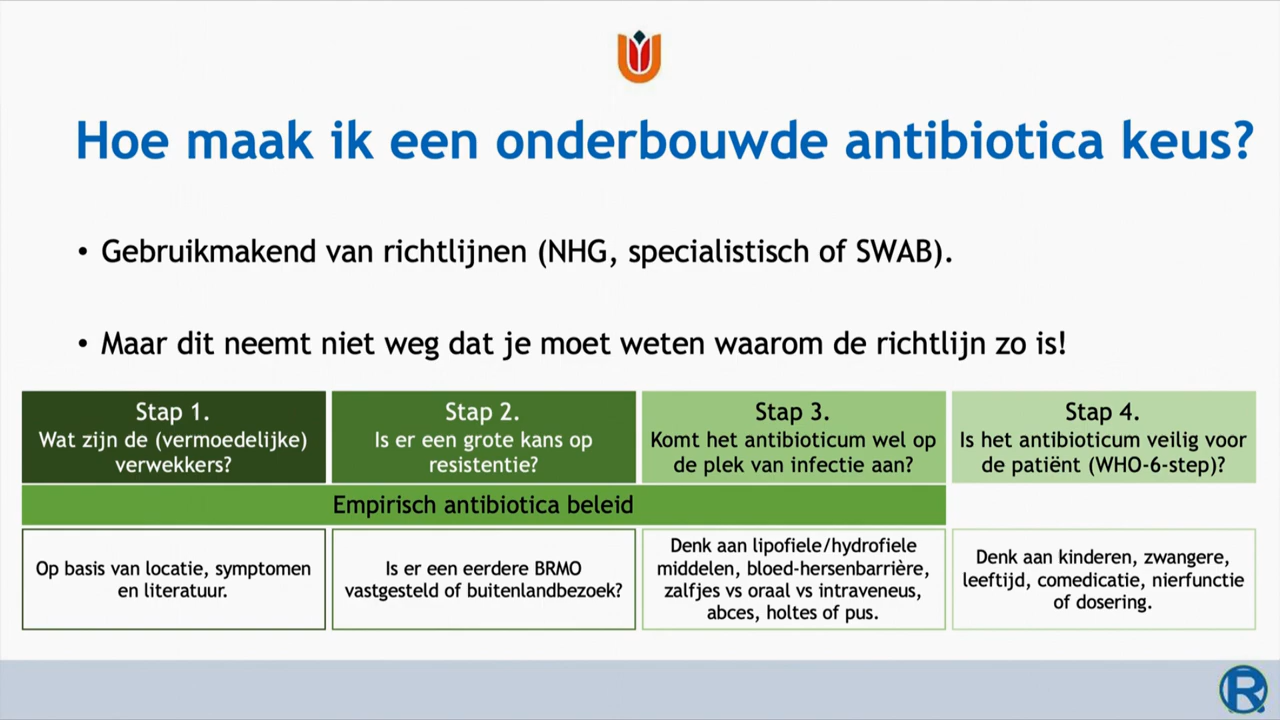 Hoe maak ik een onderbouwde antibiotica keus?
• Gebruikmakend van richtlijnen (NHG, specialistisch of SWAB).
• Maar dit neemt niet weg dat je moet weten waarom de richtlijn zo is!
Stap 1.
Wat zijn de (vermoedelijke)
verwekkers?
Stap 2.
Is er een grote kans op
resistentie?
Stap 3.
Komt het antibioticum wel op
de plek van infectie aan?
Stap 4.
Is het antibioticum veilig voor
de patiënt (WHO-6-step)?
Empirisch antibiotica beleid
Op basis van locatie, symptomen
en literatuur.
Is er een eerdere BRMO
vastgesteld of buitenlandbezoek?
Denk aan lipofiele/hydrofiele
middelen, bloed-hersenbarrière,
zalfjes vs oraal vs intraveneus,
abces, holtes of pus.
Denk aan kinderen, zwangere,
leeftijd, comedicatie, nierfunctie
of dosering.
R